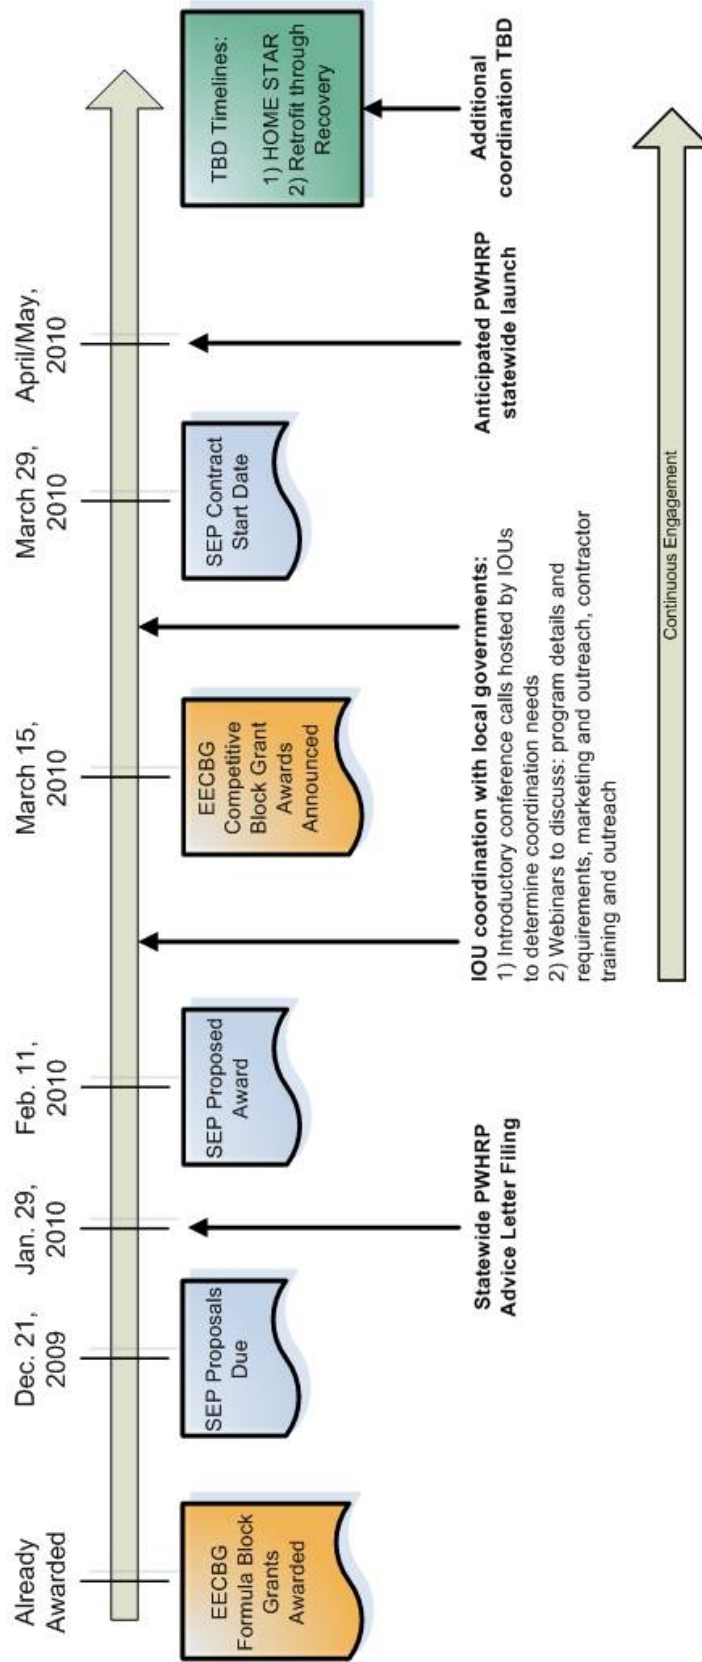 Already
Awarded
Dec. 21,
2009
Jan. 29,
2010
Feb. 11,
2010
March 15,
2010
March 29,
2010
April/May,
2010
EECBG
Formula Block
Grants
Awarded
SEP Proposals
Due
SEP Proposed
Award
EECBG
Competitive
Block Grant
Awards
Announced
SEP Contract
Start Date
TBD Timelines:
1) HOME STAR
2) Retrofit through
Recovery
Statewide PWHRP
Advice Letter Filing
IOU coordination with local governments:
1) Introductory conference calls hosted by IOUs
to determine coordination needs
2) Webinars to discuss: program details and
requirements, marketing and outreach, contractor
training and outreach
Anticipated PWHRP
statewide launch
Additional
coordination TBD
Continuous Engagement